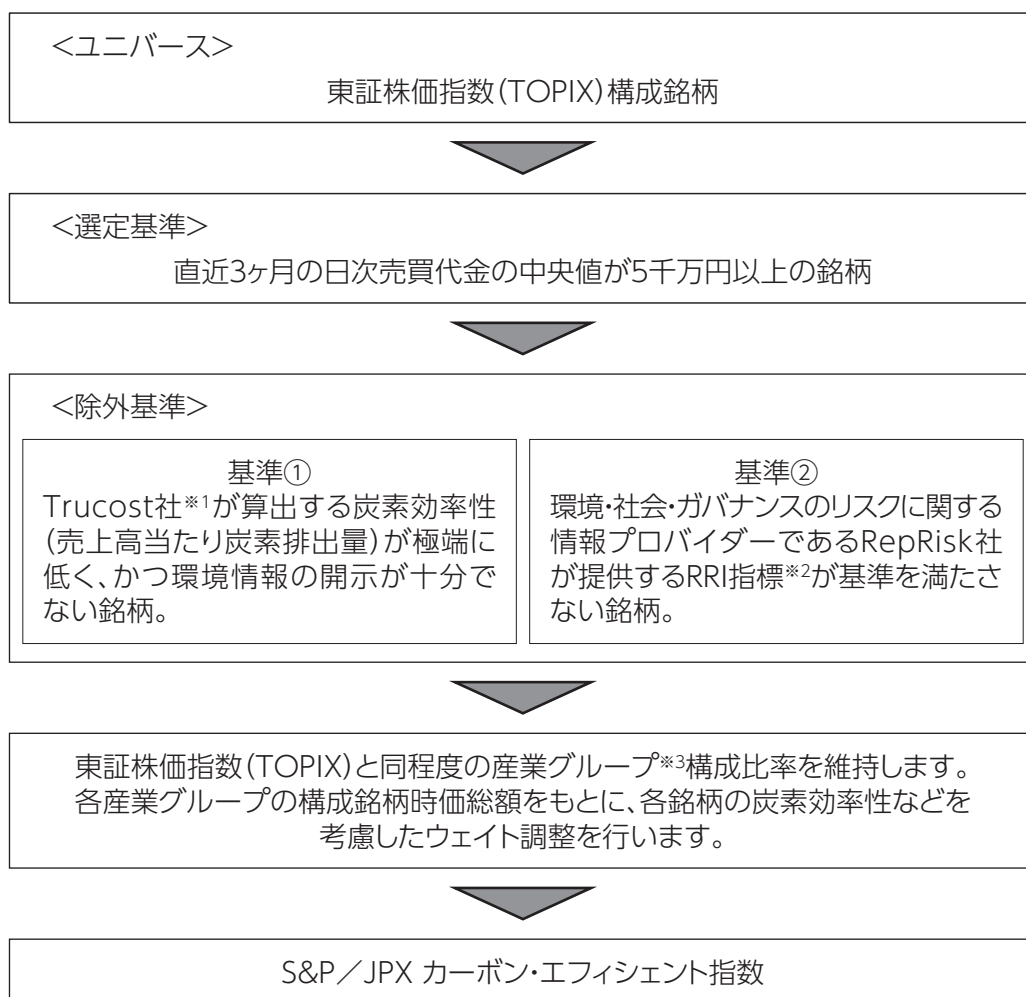 <ユニバース>
東証株価指数(TOPIX)構成銘柄
<選定基準>
直近3ヶ月の日次売買代金の中央値が5千万円以上の銘柄
<除外基準>
基準①
Trucost社※1が算出する炭素効率性
(売上高当たり炭素排出量)が極端に
低く、かつ環境情報の開示が十分で
ない銘柄。
基準②
環境・社会・ガバナンスのリスクに関する
情報プロバイダーであるRepRisk社
が提供するRRI指標※2が基準を満たさ
ない銘柄。
東証株価指数(TOPIX)と同程度の産業グループ※3構成比率を維持します。
各産業グループの構成銘柄時価総額をもとに、各銘柄の炭素効率性などを
考慮したウェイト調整を行います。
S&P/JPX カーボン・エフィシェント指数